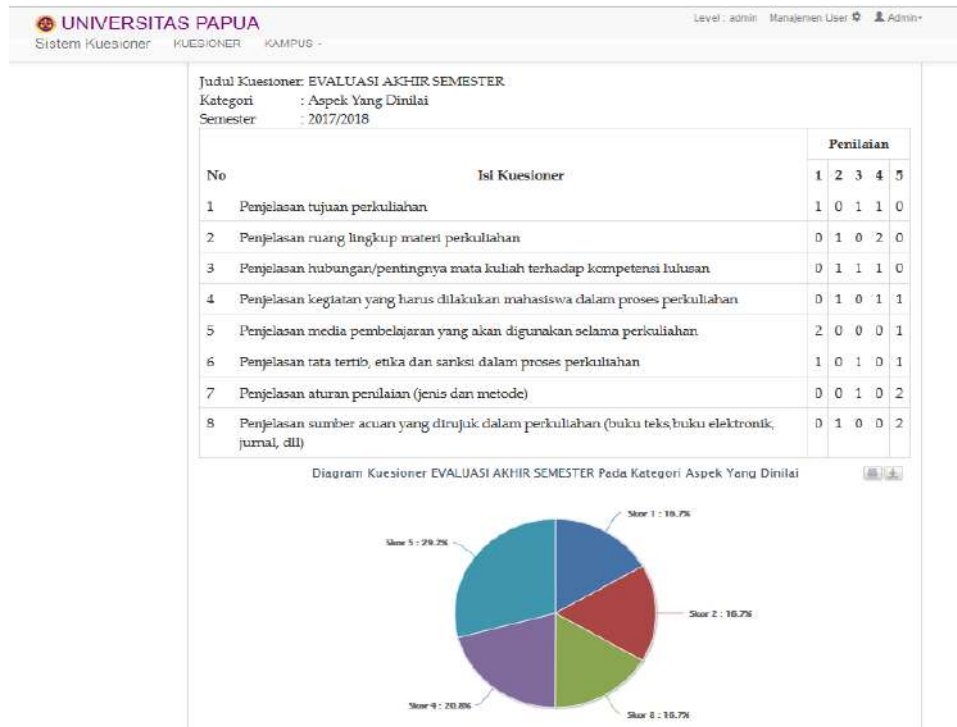 UNIVERSITAS PAPUA
Level : admin Manajemen User Admin
Sistem Kuesioner KUESIONER KAMPUS
Judul Kuesioner: EVALUASI AKHIR SEMESTER
Kategori : Aspek Yang Dinilai
Semester : 2017/2018
Penilaian
No Isi Kuesioner 1 2 3 4 5
1 Penjelasan tujuan perkuliahan 1 0 1 1 0
2 Penjelasan ruang lingkup materi perkuliahan 0 1 0 2 0
3 Penjelasan hubungan/pentingnya mata kuliah terhadap kompetensi lulusan 0 1 1 1 0
4 Penjelasan kegiatan yang harus dilakukan mahasiswa dalam proses perkuliahan 0 1 0 1 1
5 Penjelasan media pembelajaran yang akan digunakan selama perkuliahan 2 0 0 0 1
6 Penjelasan tata tertib, etika dan sanksi dalam proses perkuliahan 1 0 1 0 1
7 Penjelasan aturan penilaian (jenis dan metode) 0 0 1 0 2
8 Penjelasan sumber acuan yang dirujuk dalam perkuliahan (buku teks,buku elektronik, 0 1 0 0 2
jurnal, dll)
Diagram Kuesioner EVALUASI AKHIR SEMESTER Pada Kategori Aspek Yang Dinilai
Skor 1 : 16.7%
Skor 5 : 29.2%
Skor 2 : 16.7%
Skor 4 : 20.8%
Skor 3 : 16.7%